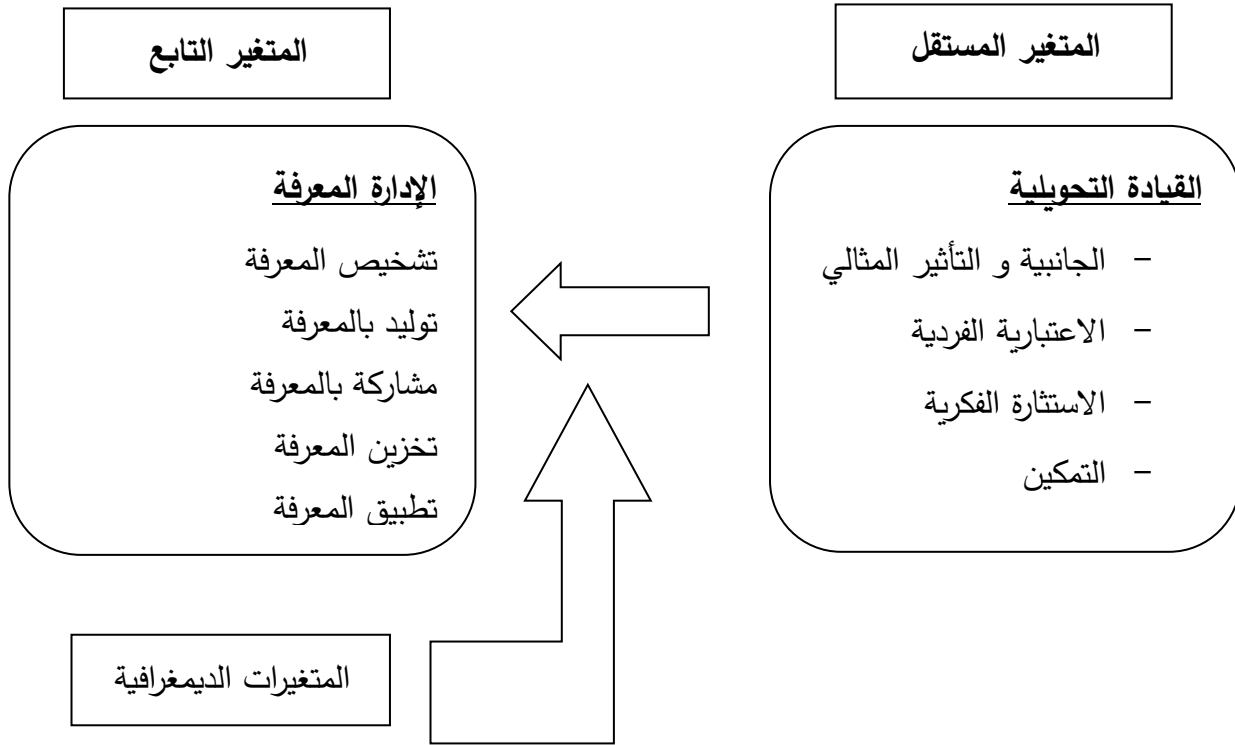 المتغير المستقل
المتغير التابع
القيادة التحويلية
– الجانبية و التأثير المثالي
– الاعتبارية الفردية
– الاستثارة الفكرية
– التمكين
الإدارة المعرفة
تشخيص المعرفة
توليد بالمعرفة
مشاركة بالمعرفة
تخزين المعرفة
تطبيق المعرفة
المتغيرات الديمغرافية